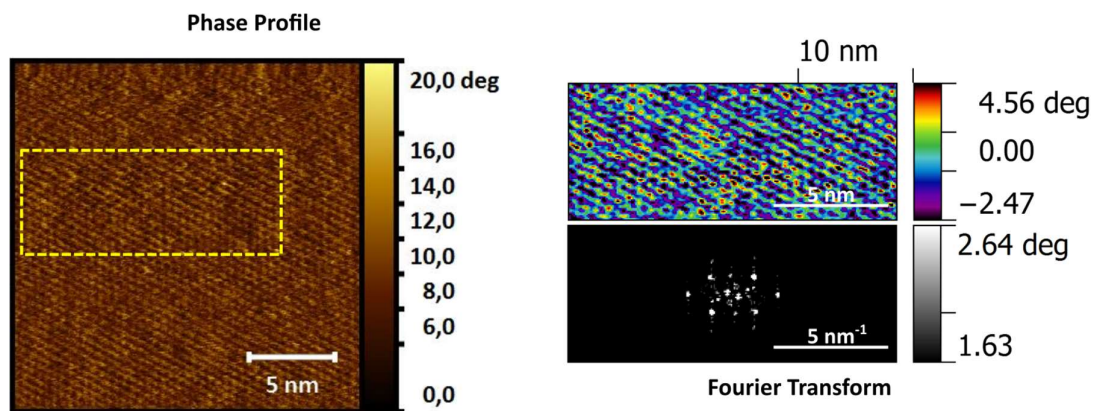 Phase Profile
20,0 deg
16,0
14,0
12,0
10,0
8,0
6,0
0,0
5 nm
10 nm
4.56 deg
0.00
−2.47
5 nm
2.64 deg
1.63
5 nm-1
Fourier Transform